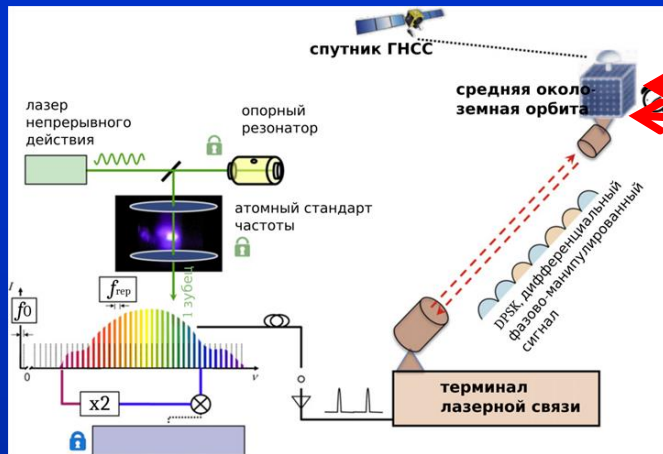 спутник ГНСС
средняя около-
земная орбита
лазер
непрерывного
действия
опорный
резонатор
атомный стандарт
частоты
1 зубец
I
f0
frep
0
ν
x2
?
DPSK, дифференциальный
фазово-манипулированный
сигнал
терминал
лазерной связи